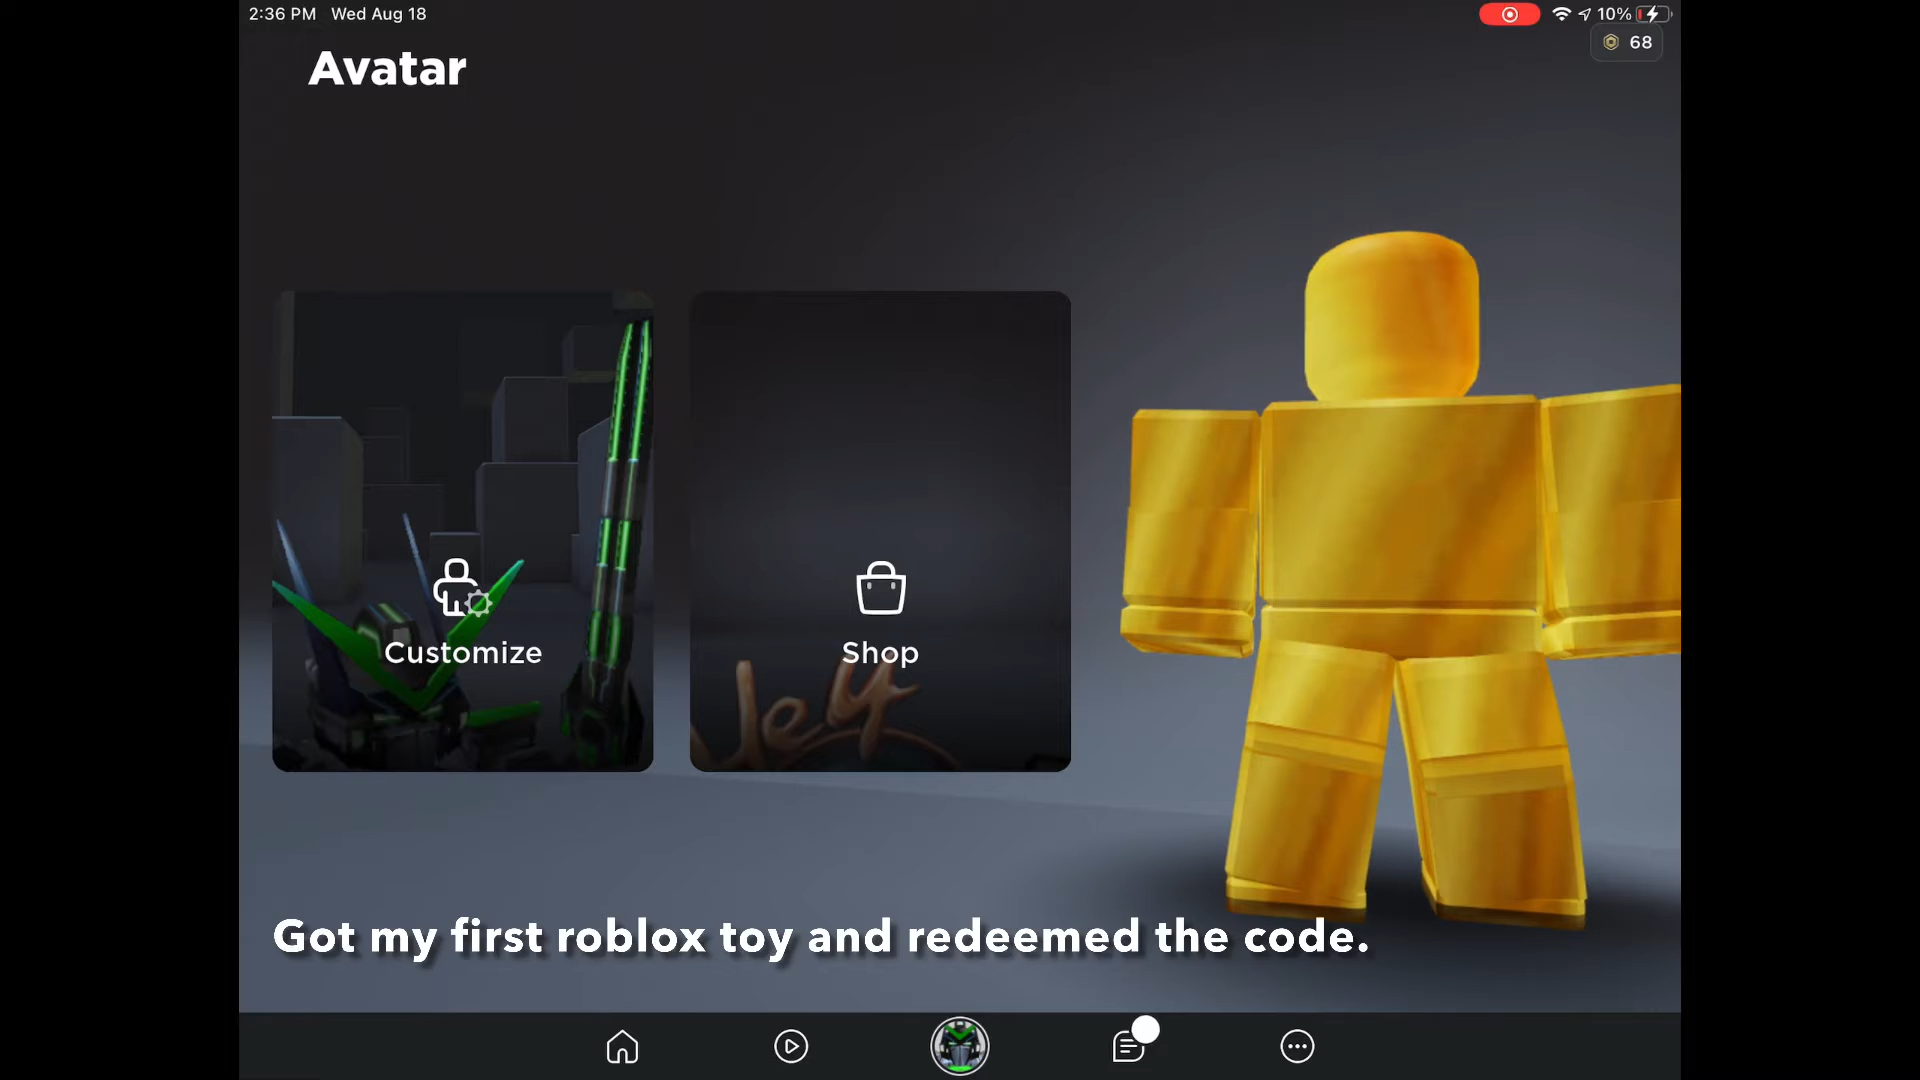 2:36 PM Wed Aug 18
10%
68
Avatar
Customize
Shop
Got my first roblox toy and redeemed the code.